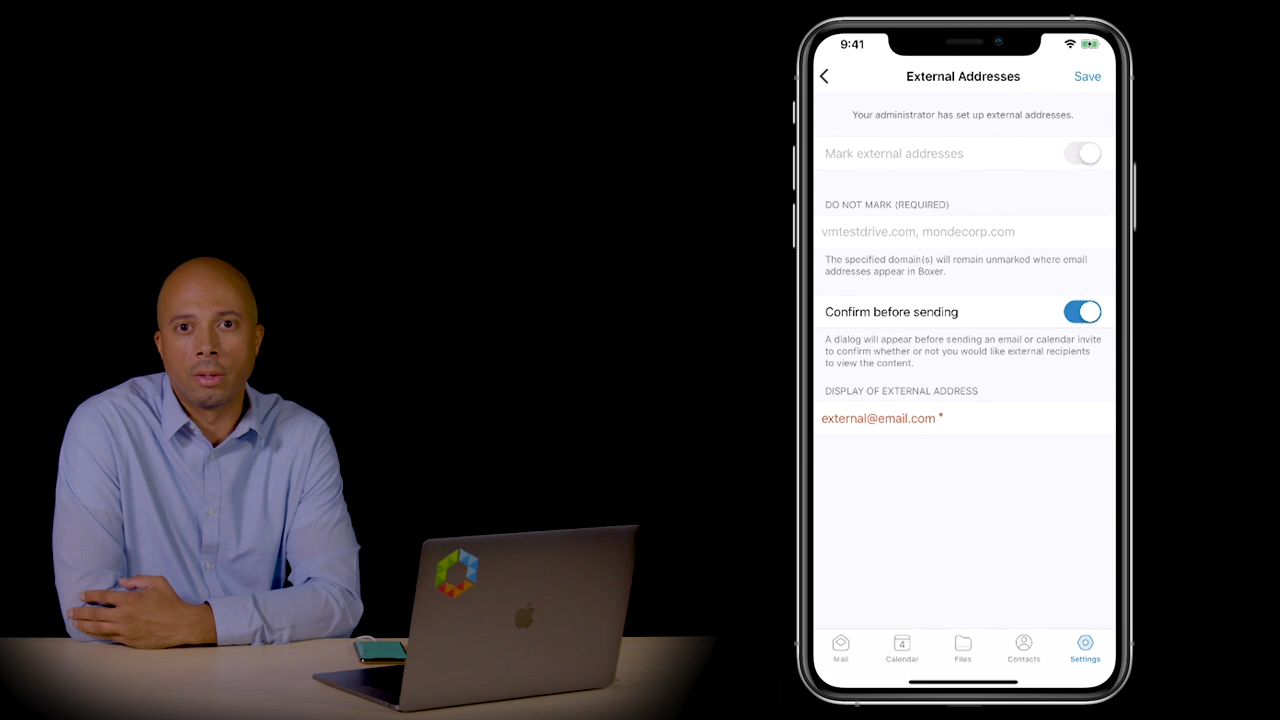 9:41
External Addresses
Save
Your administrator has set up external addresses.
Mark external addresses
DO NOT MARK (REQUIRED)
vmtestdrive.com, mondecorp.com
The specified domain(s) will remain unmarked where email
addresses appear in Boxer.
Confirm before sending
A dialog will appear before sending an email or calendar invite
to confirm whether or not you would like external recipients
to view the content.
DISPLAY OF EXTERNAL ADDRESS
external@email.com *
4
Mail
Calendar
Files
Contacts
Settings